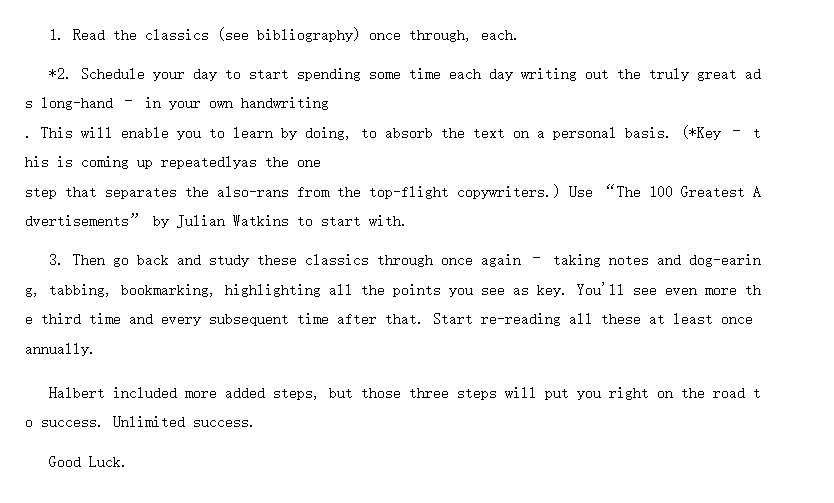 1. Read the classics (see bibliography) once through, each.
*2. Schedule your day to start spending some time each day writing out the truly great ad
s long-hand – in your own handwriting
. This will enable you to learn by doing, to absorb the text on a personal basis. (*Key – t
his is coming up repeatedlyas the one
step that separates the also-rans from the top-flight copywriters.) Use “The 100 Greatest A
dvertisements” by Julian Watkins to start with.
3. Then go back and study these classics through once again – taking notes and dog-earin
g, tabbing, bookmarking, highlighting all the points you see as key. You'll see even more th
e third time and every subsequent time after that. Start re-reading all these at least once
annually.
Halbert included more added steps, but those three steps will put you right on the road t
o success. Unlimited success.
Good Luck.